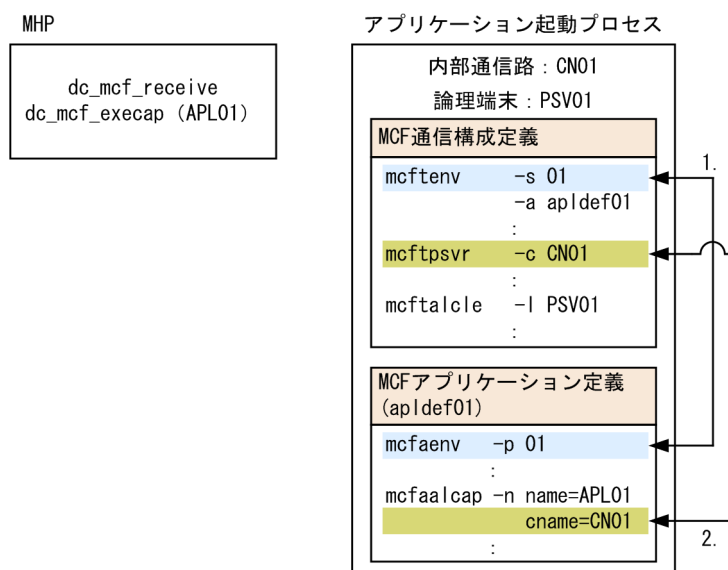 MHP
dc_mcf_receive
dc_mcf_execap (APL01)
アプリケーション起動プロセス
内部通信路：CN01
論理端末：PSV01
MCF通信構成定義
mcftenv -s 01
-a apldef01
:
mcftpsvr -c CN01
:
mcftalcle -l PSV01
:
MCFアプリケーション定義
(apldef01)
mcfaenv -p 01
:
mcfaalcap -n name=APL01
cname=CN01
:
1.
2.